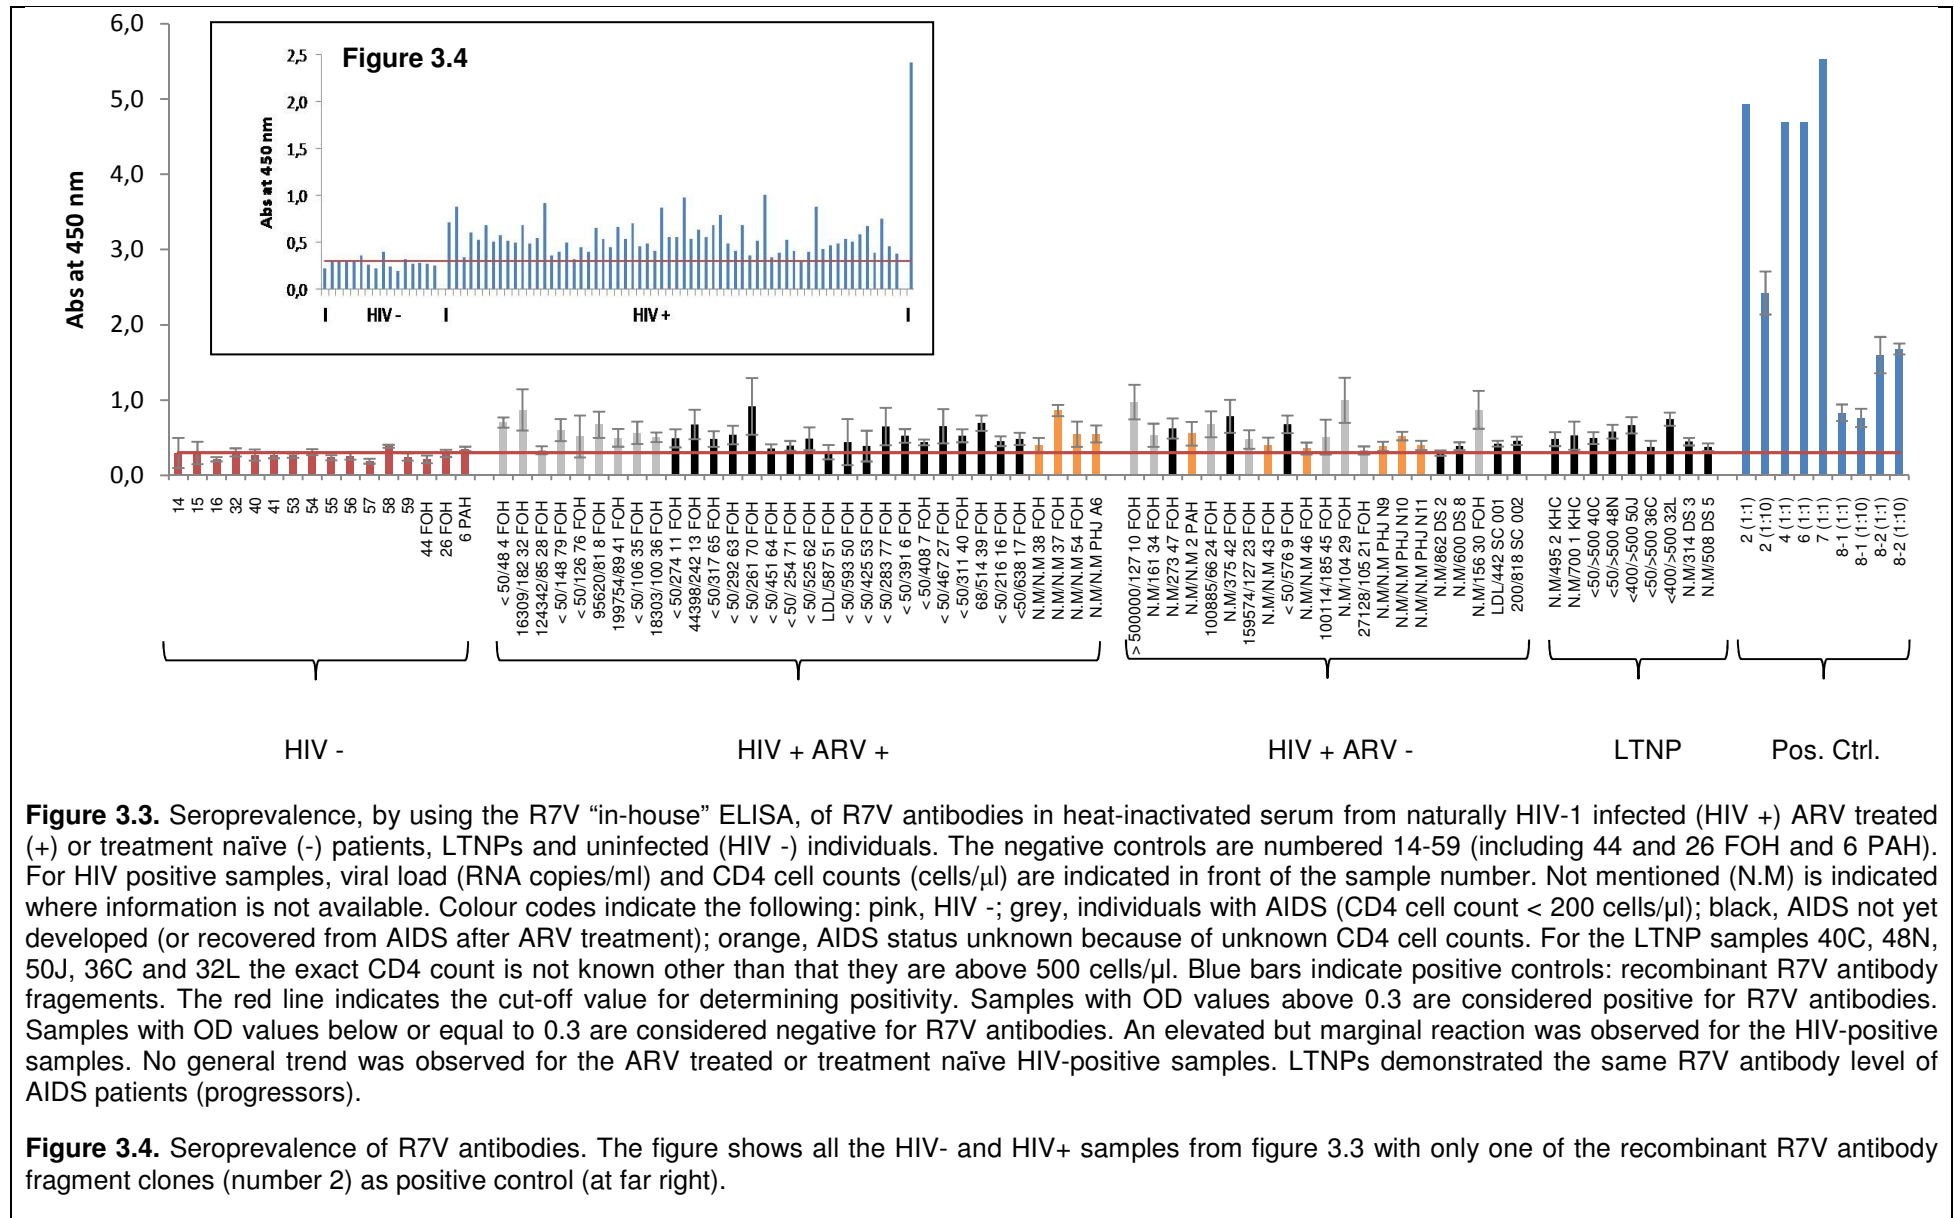 6,0
5,0
4,0
3,0
2,0
1,0
0,0
Abs at 450 nm
Figure 3.4
2,5
2,0
1,5
1,0
0,5
0,0
Abs at 450 nm
I HIV - I HIV + I
14
15
16
32
40
41
53
54
55
56
57
58
59
44 FOH
26 FOH
6 PAH
< 50/48 4 FOH
16309/182 32 FOH
124342/85 28 FOH
< 50/148 79 FOH
< 50/126 76 FOH
95620/81 8 FOH
199754/89 41 FOH
< 50/106 35 FOH
18303/100 36 FOH
< 50/274 11 FOH
44398/242 13 FOH
< 50/317 65 FOH
< 50/292 63 FOH
< 50/261 70 FOH
< 50/451 64 FOH
< 50/ 254 71 FOH
< 50/525 62 FOH
LDL/587 51 FOH
< 50/593 50 FOH
< 50/425 53 FOH
< 50/283 77 FOH
< 50/391 6 FOH
< 50/408 7 FOH
< 50/467 27 FOH
< 50/311 40 FOH
68/514 39 FOH
< 50/216 16 FOH
<50/638 17 FOH
N.M/N.M 38 FOH
N.M/N.M 37 FOH
N.M/N.M 54 FOH
N.M/N.M PHJ A6
> 500000/127 10 FOH
N.M/161 34 FOH
N.M/273 47 FOH
N.M/N.M 2 PAH
100885/66 24 FOH
N.M/375 42 FOH
159574/127 23 FOH
N.M/N.M 43 FOH
< 50/576 9 FOH
N.M/N.M 46 FOH
100114/185 45 FOH
N.M/104 29 FOH
27128/105 21 FOH
N.M/N.M PHJ N9
N.M/N.M PHJ N10
N.M/N.M PHJ N11
N.M/862 DS 2
N.M/600 DS 8
N.M/156 30 FOH
LDL/442 SC 001
200/818 SC 002
N.M/495 2 KHC
N.M/700 1 KHC
<50/>500 40C
<50/>500 48N
<400/>500 50J
<50/>500 36C
<400/>500 32L
N.M/314 DS 3
N.M/508 DS 5
2 (1:1)
2 (1:10)
4 (1:1)
6 (1:1)
7 (1:1)
8-1 (1:1)
8-1 (1:10)
8-2 (1:1)
8-2 (1:10)
HIV - HIV + ARV + HIV + ARV - LTNP Pos. Ctrl.
Figure 3.3. Seroprevalence, by using the R7V “in-house” ELISA, of R7V antibodies in heat-inactivated serum from naturally HIV-1 infected (HIV +) ARV treated
(+) or treatment naïve (-) patients, LTNPs and uninfected (HIV -) individuals. The negative controls are numbered 14-59 (including 44 and 26 FOH and 6 PAH).
For HIV positive samples, viral load (RNA copies/ml) and CD4 cell counts (cells/µl) are indicated in front of the sample number. Not mentioned (N.M) is indicated
where information is not available. Colour codes indicate the following: pink, HIV -; grey, individuals with AIDS (CD4 cell count < 200 cells/µl); black, AIDS not yet
developed (or recovered from AIDS after ARV treatment); orange, AIDS status unknown because of unknown CD4 cell counts. For the LTNP samples 40C, 48N,
50J, 36C and 32L the exact CD4 count is not known other than that they are above 500 cells/µl. Blue bars indicate positive controls: recombinant R7V antibody
fragements. The red line indicates the cut-off value for determining positivity. Samples with OD values above 0.3 are considered positive for R7V antibodies.
Samples with OD values below or equal to 0.3 are considered negative for R7V antibodies. An elevated but marginal reaction was observed for the HIV-positive
samples. No general trend was observed for the ARV treated or treatment naïve HIV-positive samples. LTNPs demonstrated the same R7V antibody level of
AIDS patients (progressors).
Figure 3.4. Seroprevalence of R7V antibodies. The figure shows all the HIV- and HIV+ samples from figure 3.3 with only one of the recombinant R7V antibody
fragment clones (number 2) as positive control (at far right).